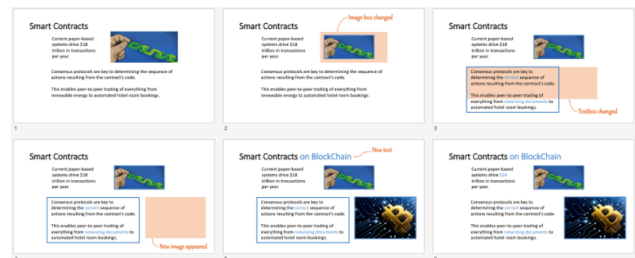 Smart Contracts
Current paper-based
systems drive $18
trillion in transactions
per year.
Consensus protocols are key to determining the sequence of
actions resulting from the contract's code.
This enables peer-to-peer trading of everything from
renewable energy to automated hotel room bookings.
1
Smart Contracts
Image box changed
Current paper-based
systems drive $18
trillion in transactions
per year.
Consensus protocols are key to determining the sequence of
actions resulting from the contract's code.
This enables peer-to-peer trading of everything from
renewable energy to automated hotel room bookings.
2
Smart Contracts
Current paper-based
systems drive $18
trillion in transactions
per year.
Consensus protocols are key to
determining the correct sequence of
actions resulting from the contract's code.
This enables peer-to-peer trading of
everything from notarizing documents to
automated hotel room bookings.
Textbox changed
3
Smart Contracts
Current paper-based
systems drive $18
trillion in transactions
per year.
Consensus protocols are key to
determining the correct sequence of
actions resulting from the contract's code.
This enables peer-to-peer trading of
everything from notarizing documents to
automated hotel room bookings.
New image appeared
Smart Contracts on BlockChain
New text
Current paper-based
systems drive $18
trillion in transactions
per year.
Consensus protocols are key to
determining the correct sequence of
actions resulting from the contract's code.
This enables peer-to-peer trading of
everything from notarizing documents to
automated hotel room bookings.
Smart Contracts on BlockChain
Current paper-based
systems drive
trillion in transactions
per year.
Consensus protocols are key to
determining the correct sequence of
actions resulting from the contract's code.
This enables peer-to-peer trading of
everything from notarizing documents to
automated hotel room bookings.